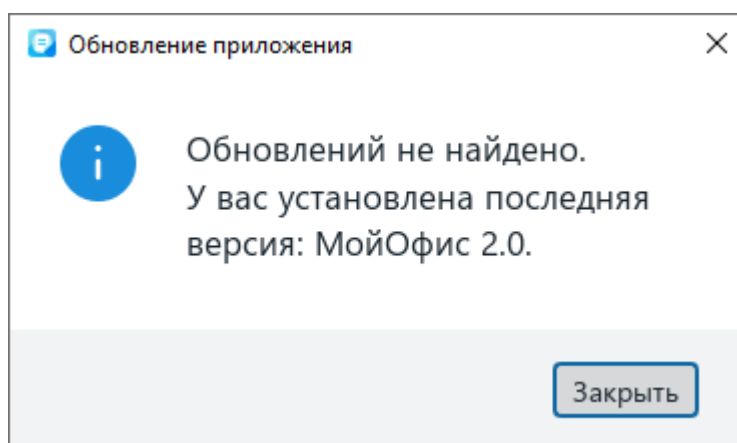 Обновление приложения
Обновлений не найдено.
У вас установлена последняя
версия: МойОфис 2.0.
Закрыть